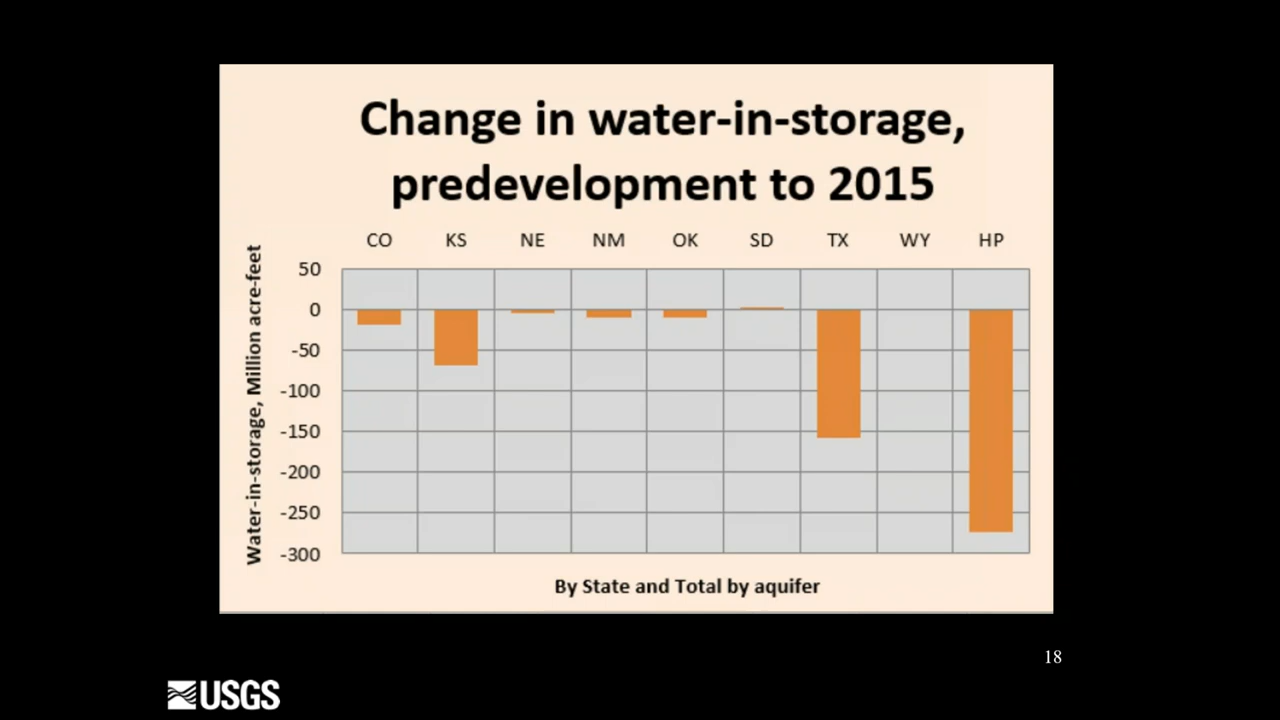 Change in water-in-storage,
predevelopment to 2015
CO KS NE NM OK SD TX WY HP
Water-in-storage, Million acre-feet
50
0
-50
-100
-150
-200
-250
-300
By State and Total by aquifer
18
USGS